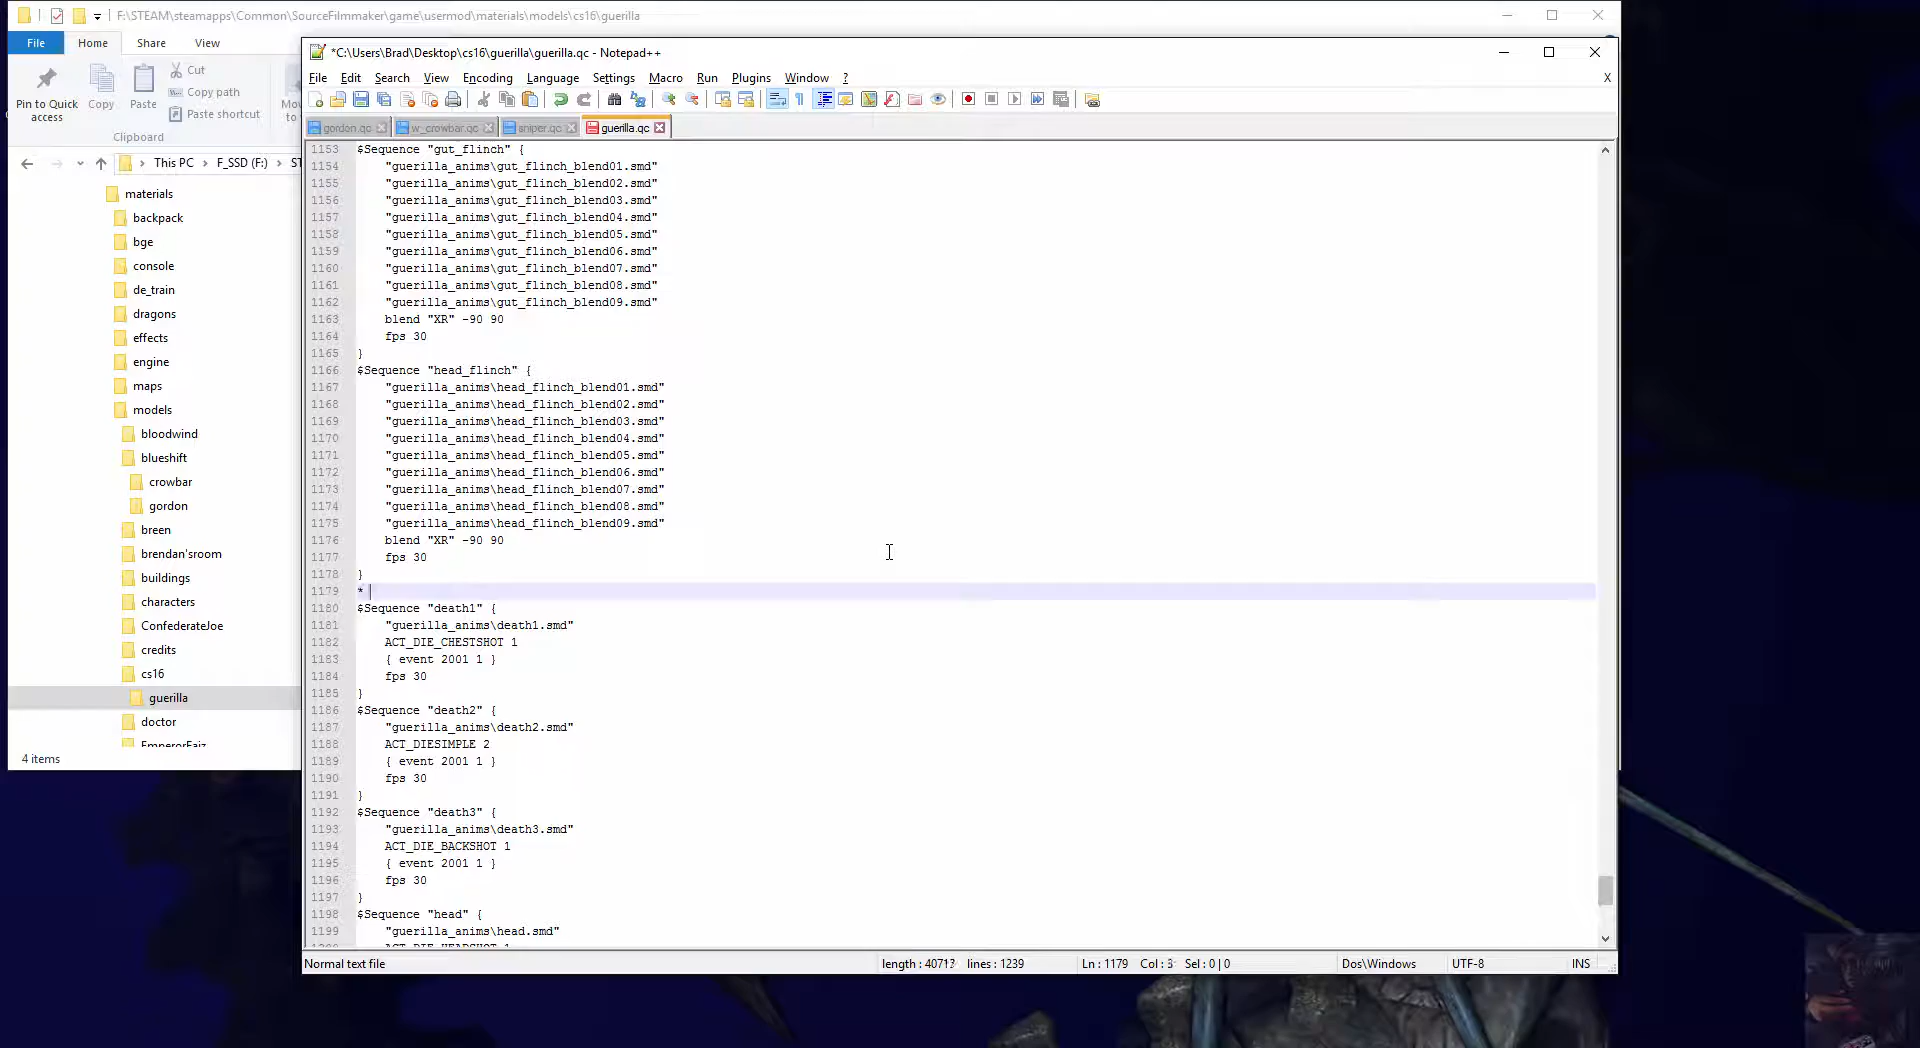 F:\STEAM\steamapps\Common\SourceFilmmaker\game\usermod\materials\models\cs16\guerilla
File Home Share View
Pin to Quick access
Copy
Paste
Cut
Copy path
Paste shortcut
Clipboard
This PC F_SSD (F:)
materials
backpack
bge
console
de_train
dragons
effects
engine
maps
models
bloodwind
blueshift
crowbar
gordon
breen
brendan'sroom
buildings
characters
ConfederateJoe
credits
cs16
guerilla
doctor
EmperorFaiz
4 items
*C:\Users\Brad\Desktop\cs16\guerilla\guerilla.qc - Notepad++
File Edit Search View Encoding Language Settings Macro Run Plugins Window ? X
gordon.qc w_crowbar.qc sniper.qc guerilla.qc
1153 $Sequence "gut_flinch" {
1154 "guerilla_anims\gut_flinch_blend01.smd"
1155 "guerilla_anims\gut_flinch_blend02.smd"
1156 "guerilla_anims\gut_flinch_blend03.smd"
1157 "guerilla_anims\gut_flinch_blend04.smd"
1158 "guerilla_anims\gut_flinch_blend05.smd"
1159 "guerilla_anims\gut_flinch_blend06.smd"
1160 "guerilla_anims\gut_flinch_blend07.smd"
1161 "guerilla_anims\gut_flinch_blend08.smd"
1162 "guerilla_anims\gut_flinch_blend09.smd"
1163 blend "XR" -90 90
1164 fps 30
1165 }
1166 $Sequence "head_flinch" {
1167 "guerilla_anims\head_flinch_blend01.smd"
1168 "guerilla_anims\head_flinch_blend02.smd"
1169 "guerilla_anims\head_flinch_blend03.smd"
1170 "guerilla_anims\head_flinch_blend04.smd"
1171 "guerilla_anims\head_flinch_blend05.smd"
1172 "guerilla_anims\head_flinch_blend06.smd"
1173 "guerilla_anims\head_flinch_blend07.smd"
1174 "guerilla_anims\head_flinch_blend08.smd"
1175 "guerilla_anims\head_flinch_blend09.smd"
1176 blend "XR" -90 90
1177 fps 30
1178 }
1179 *
1180 $Sequence "death1" {
1181 "guerilla_anims\death1.smd"
1182 ACT_DIE_CHESTSHOT 1
1183 { event 2001 1 }
1184 fps 30
1185 }
1186 $Sequence "death2" {
1187 "guerilla_anims\death2.smd"
1188 ACT_DIESIMPLE 2
1189 { event 2001 1 }
1190 fps 30
1191 }
1192 $Sequence "death3" {
1193 "guerilla_anims\death3.smd"
1194 ACT_DIE_BACKSHOT 1
1195 { event 2001 1 }
1196 fps 30
1197 }
1198 $Sequence "head" {
1199 "guerilla_anims\head.smd"
ACT_DIE_HEADSHOT 1
Normal text file lines : 1239 Ln : 1179 Col : 3 Sel : 0 | 0 Dos\Windows UTF-8 INS